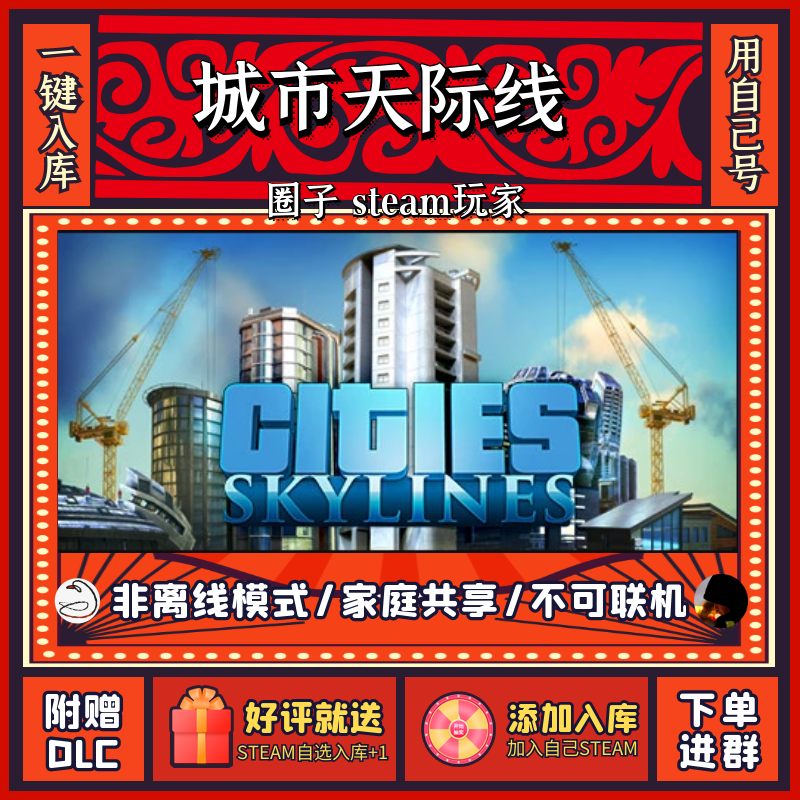 一键入库
城市天际线
用自己号
圈子 steam玩家
CITIES
SKYLINES
非离线模式/家庭共享/不可联机
附赠
DLC
好评就送
STEAM自选入库+1
添加入库
加入自己STEAM
下单
进群